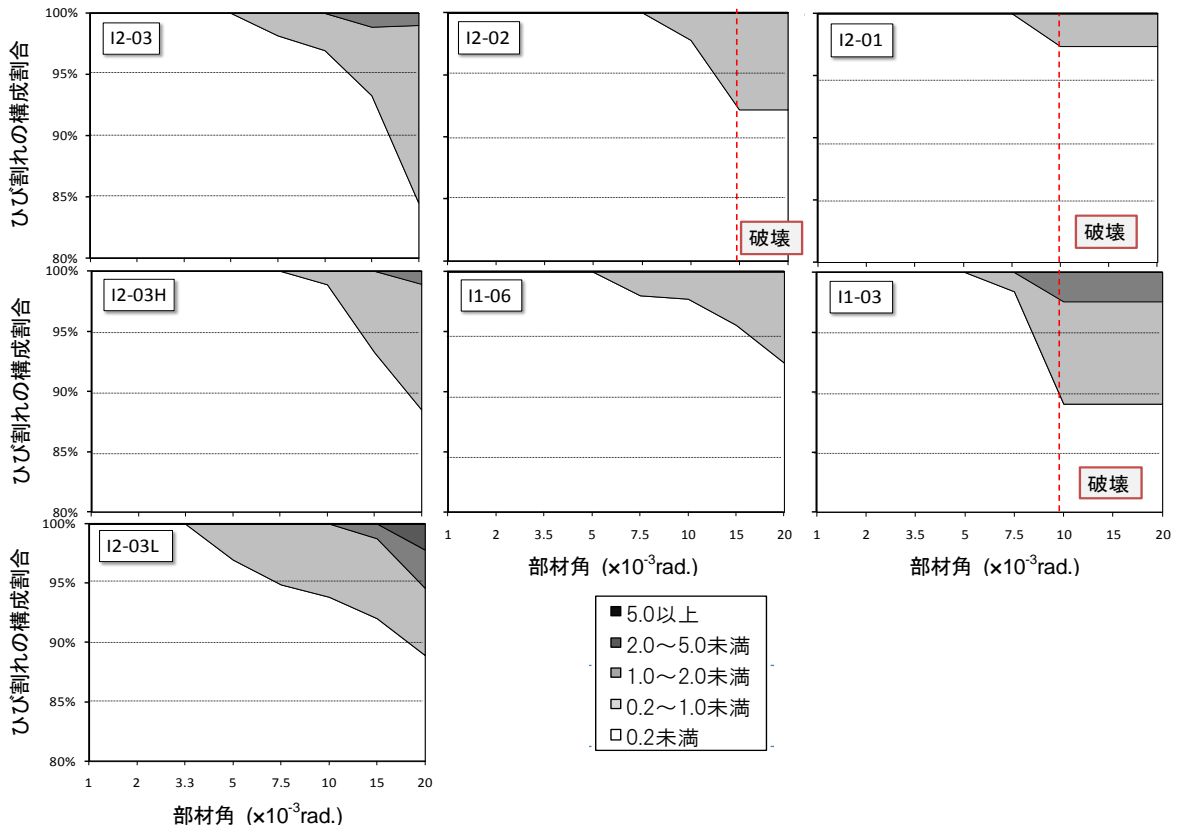 ひび割れの構成割合
100%
95%
90%
85%
80%
I2-03
I2-02
破壊
I2-01
破壊
ひび割れの構成割合
100%
95%
90%
85%
80%
I2-03H
I1-06
1 2 3.5 5 7.5 10 15 20
部材角 (×10⁻³rad.)
I1-03
破壊
1 2 3.5 5 7.5 10 15 20
部材角 (×10⁻³rad.)
ひび割れの構成割合
100%
95%
90%
85%
80%
I2-03L
1 2 3.3 5 7.5 10 15 20
部材角 (×10⁻³rad.)
■5.0以上
■2.0～5.0未満
■1.0～2.0未満
□0.2～1.0未満
□0.2未満